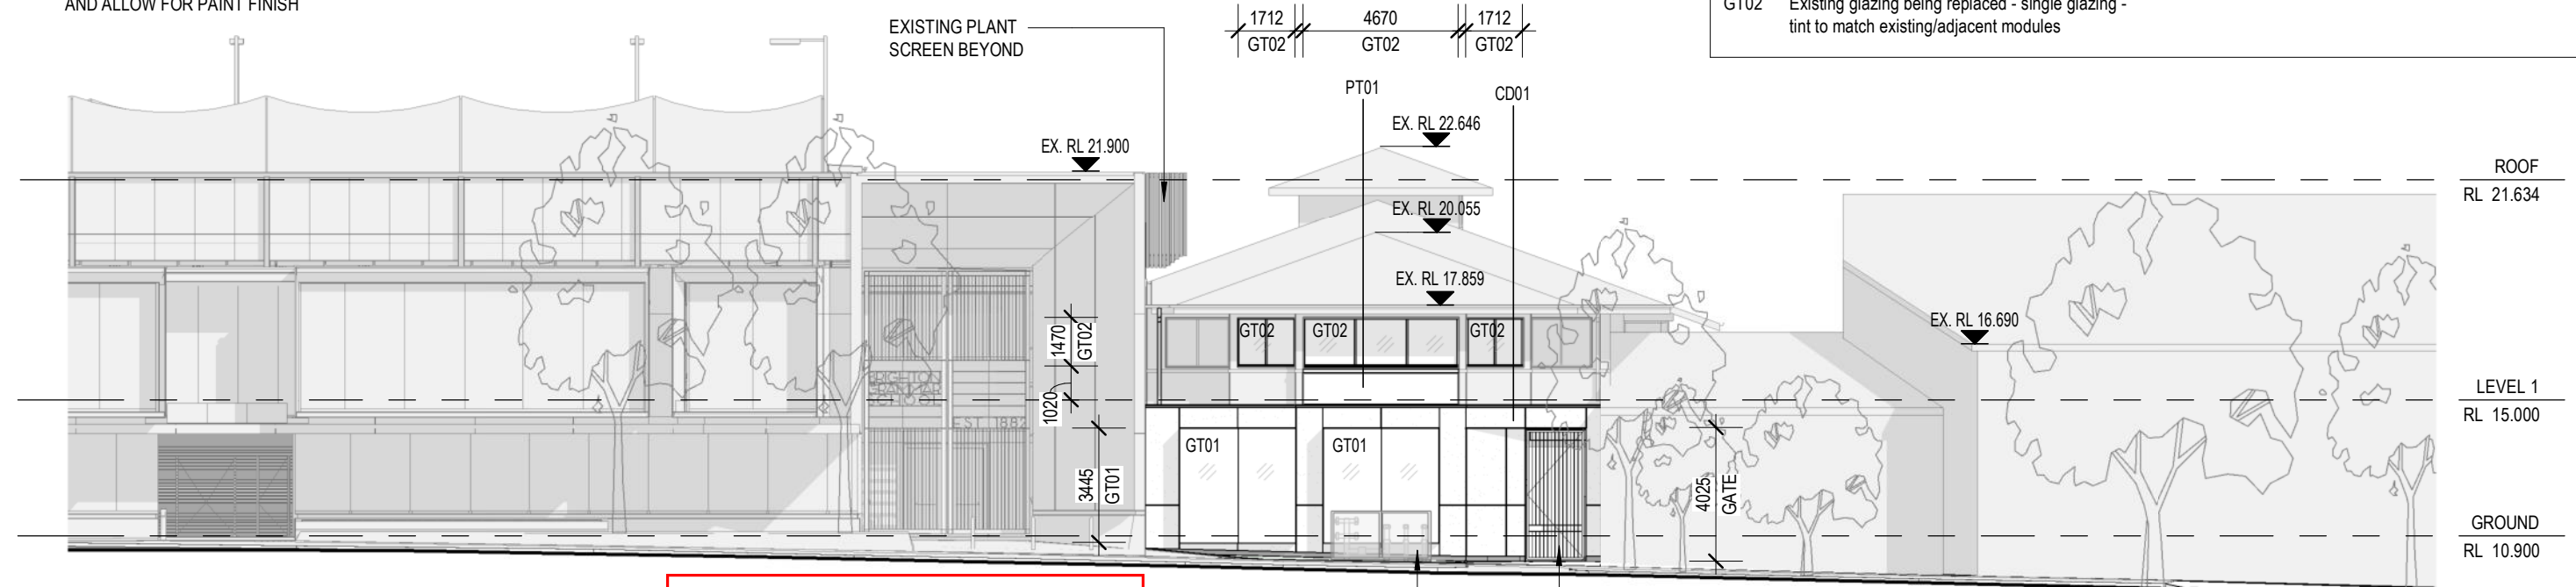 AND ALLOW FOR PAINT FINISH
EXISTING PLANT
SCREEN BEYOND
1712
4670
1712
GT02
GT02
GT02
GT02 Existing glazing being replaced - single glazing -
tint to match existing/adjacent modules
PT01
CD01
EX. RL 22.646
EX. RL 21.900
ROOF
RL 21.634
EX. RL 20.055
EX. RL 17.859
EX. RL 16.690
1470
GT02
GT02
GT02
GT02
BRIGHTON
GRAMMAR
SCHOOL
EST 1882
1020
LEVEL 1
RL 15.000
GT01
GT01
3445
GT01
4025
GATE
GROUND
RL 10.900